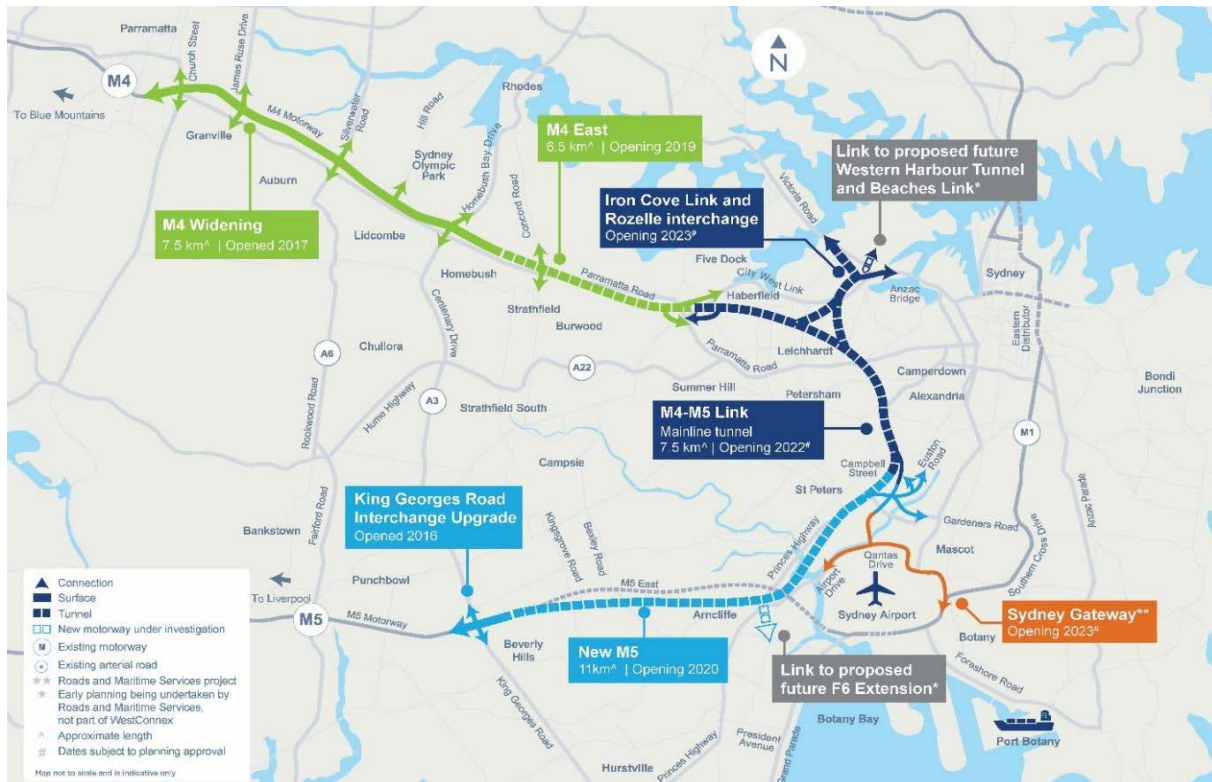 Parramatta
Church Street
James Ruse Drive
M4
To Blue Mountains
M4 Motorway
Granville
Silverwater
Road
Hill Road
Rhodes
Sydney
Olympic
Park
Homebush Bay Drive
Auburn
Lidcombe
Homebush
M4 East
6.5 km^ | Opening 2019
Concord Road
M4 Widening
7.5 km^ | Opened 2017
N
Victoria Road
Link to proposed future
Western Harbour Tunnel
and Beaches Link*
Iron Cove Link and
Rozelle interchange
Opening 2023#
Five Dock
City West Link
Haberfield
Parramatta Road
Strathfield
Burwood
Anzac
Bridge
Sydney
Eastern
Distributor
Leichhardt
Parramatta Road
Centenary Drive
Chullora
A6
A22
A3
Hume Highway
Rookwood Road
Strathfield South
Summer Hill
Petersham
Camperdown
Alexandria
Bondi
Junction
M1
M4-M5 Link
Mainline tunnel
7.5 km^ | Opening 2022#
Campbell
Street
Euston
Road
St Peters
Campsie
King Georges Road
Interchange Upgrade
Opened 2016
Kingsgrove Road
Bexley Road
Princes Highway
Gardeners Road
Mascot
Qantas
Drive
Airport
Drive
Sydney Airport
Southern Cross Drive
Anzac Parade
Bankstown
Fairford Road
Punchbowl
To Liverpool
M5
M5 Motorway
M5 East
Arncliffe
Beverly
Hills
New M5
11km^ | Opening 2020
King Georges Road
Link to proposed
future F6 Extension*
Sydney Gateway**
Opening 2023#
Botany
Foreshore Road
Botany Bay
Port Botany
President
Avenue
Grand Parade
Princes Highway
Hurstville
Connection
Surface
Tunnel
New motorway under investigation
M Existing motorway
A Existing arterial road
** Roads and Maritime Services project
* Early planning being undertaken by
Roads and Maritime Services,
not part of WestConnex
^ Approximate length
# Dates subject to planning approval
Map not to scale and is indicative only